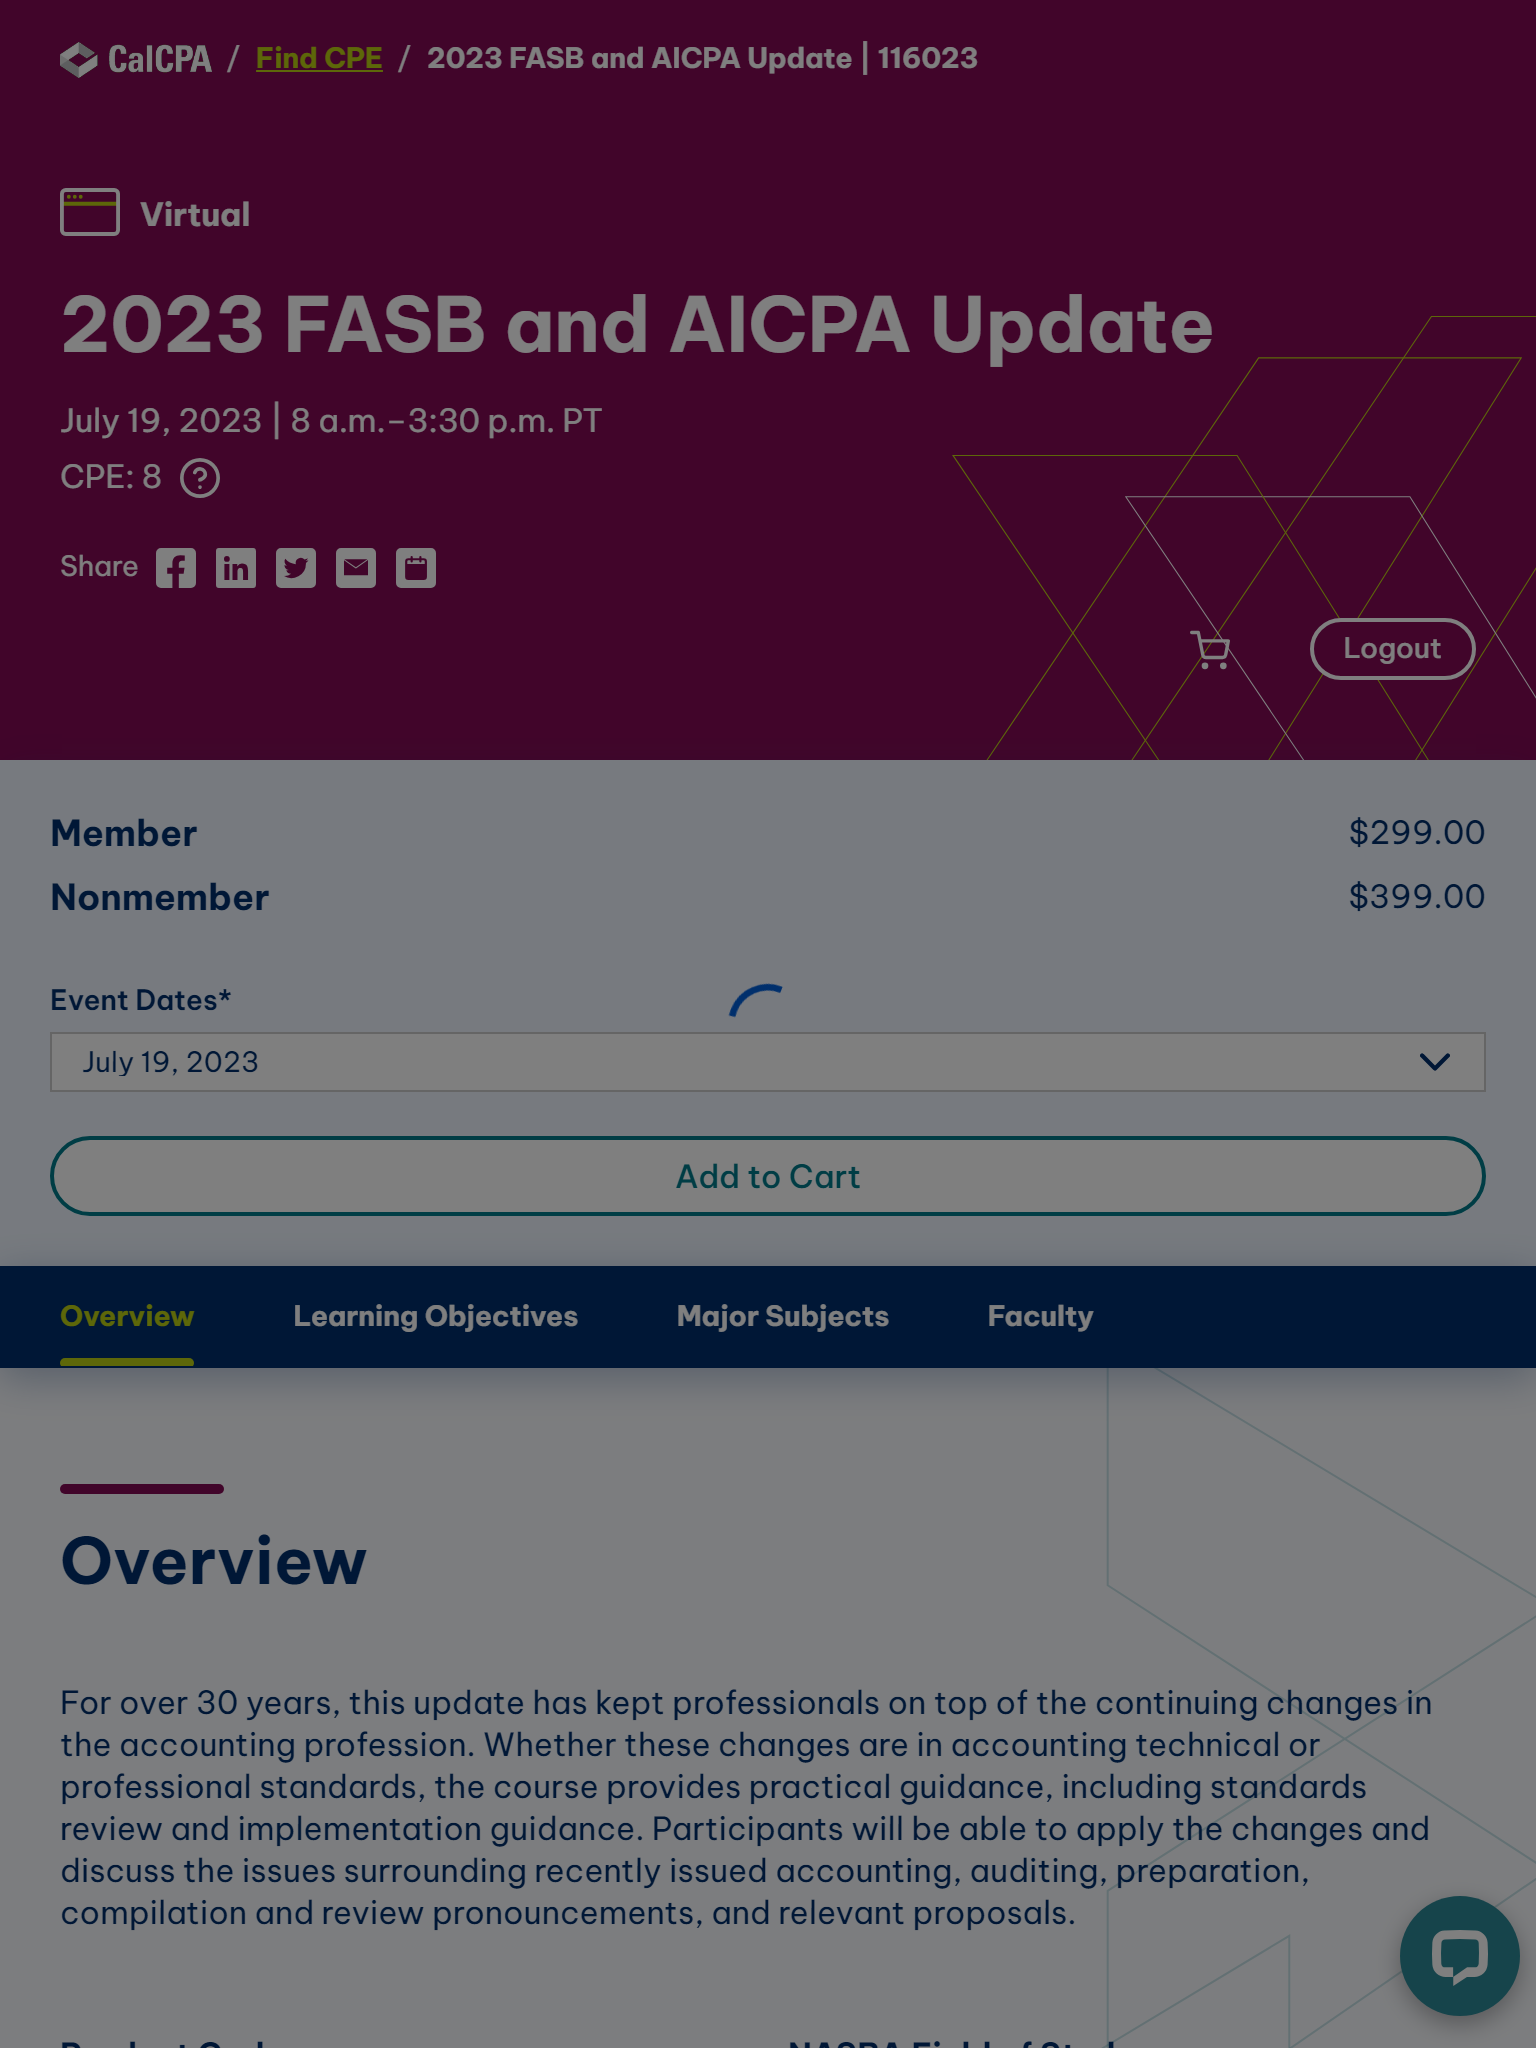 CalCPA / Find CPE / 2023 FASB and AICPA Update | 116023
Virtual
2023 FASB and AICPA Update
July 19, 2023 | 8 a.m.–3:30 p.m. PT
CPE: 8
Share
Logout
Member $299.00
Nonmember $399.00
Event Dates*
July 19, 2023
Add to Cart
Overview Learning Objectives Major Subjects Faculty
Overview
For over 30 years, this update has kept professionals on top of the continuing changes in
the accounting profession. Whether these changes are in accounting technical or
professional standards, the course provides practical guidance, including standards
review and implementation guidance. Participants will be able to apply the changes and
discuss the issues surrounding recently issued accounting, auditing, preparation,
compilation and review pronouncements, and relevant proposals.